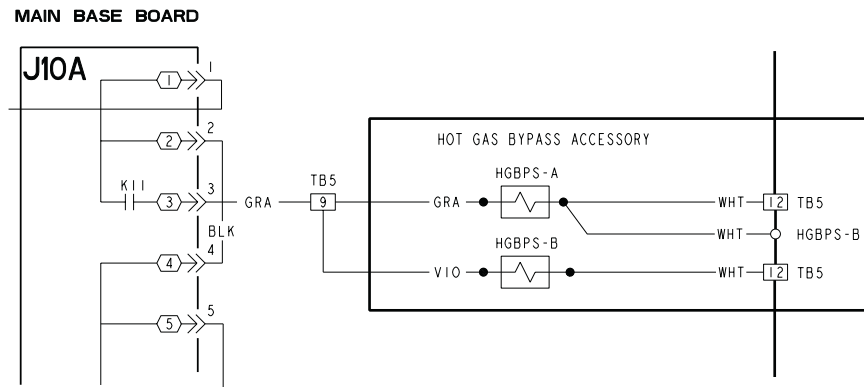 MAIN BASE BOARD
J10A
1
1
2
2
HOT GAS BYPASS ACCESSORY
K11
3
3
GRA
TB5
9
GRA
HGBPS-A
WHT
12
TB5
BLK
WHT
HGBPS-B
4
4
VIO
HGBPS-B
WHT
12
TB5
5
5